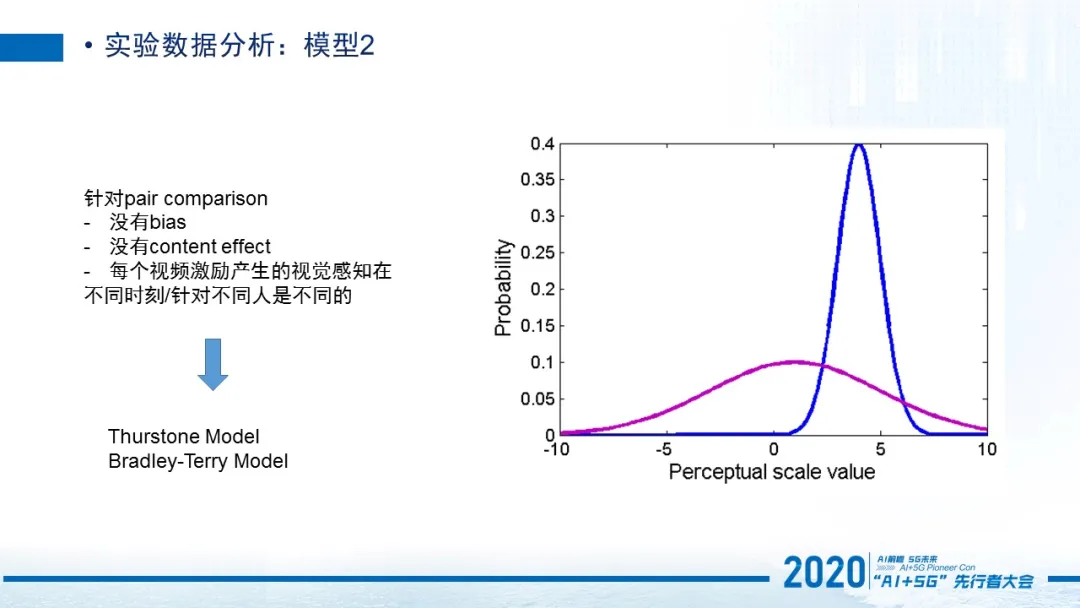 • 实验数据分析：模型2
针对pair comparison
- 没有bias
- 没有content effect
- 每个视频激励产生的视觉感知在
不同时刻/针对不同人是不同的
Thurstone Model
Bradley-Terry Model
0.4
0.35
0.3
0.25
0.2
0.15
0.1
0.05
0
Probability
-10
-5
0
5
10
Perceptual scale value
2020
AI解锢 5G未来
AI+5G Pioneer Con
“AI+5G” 先行者大会